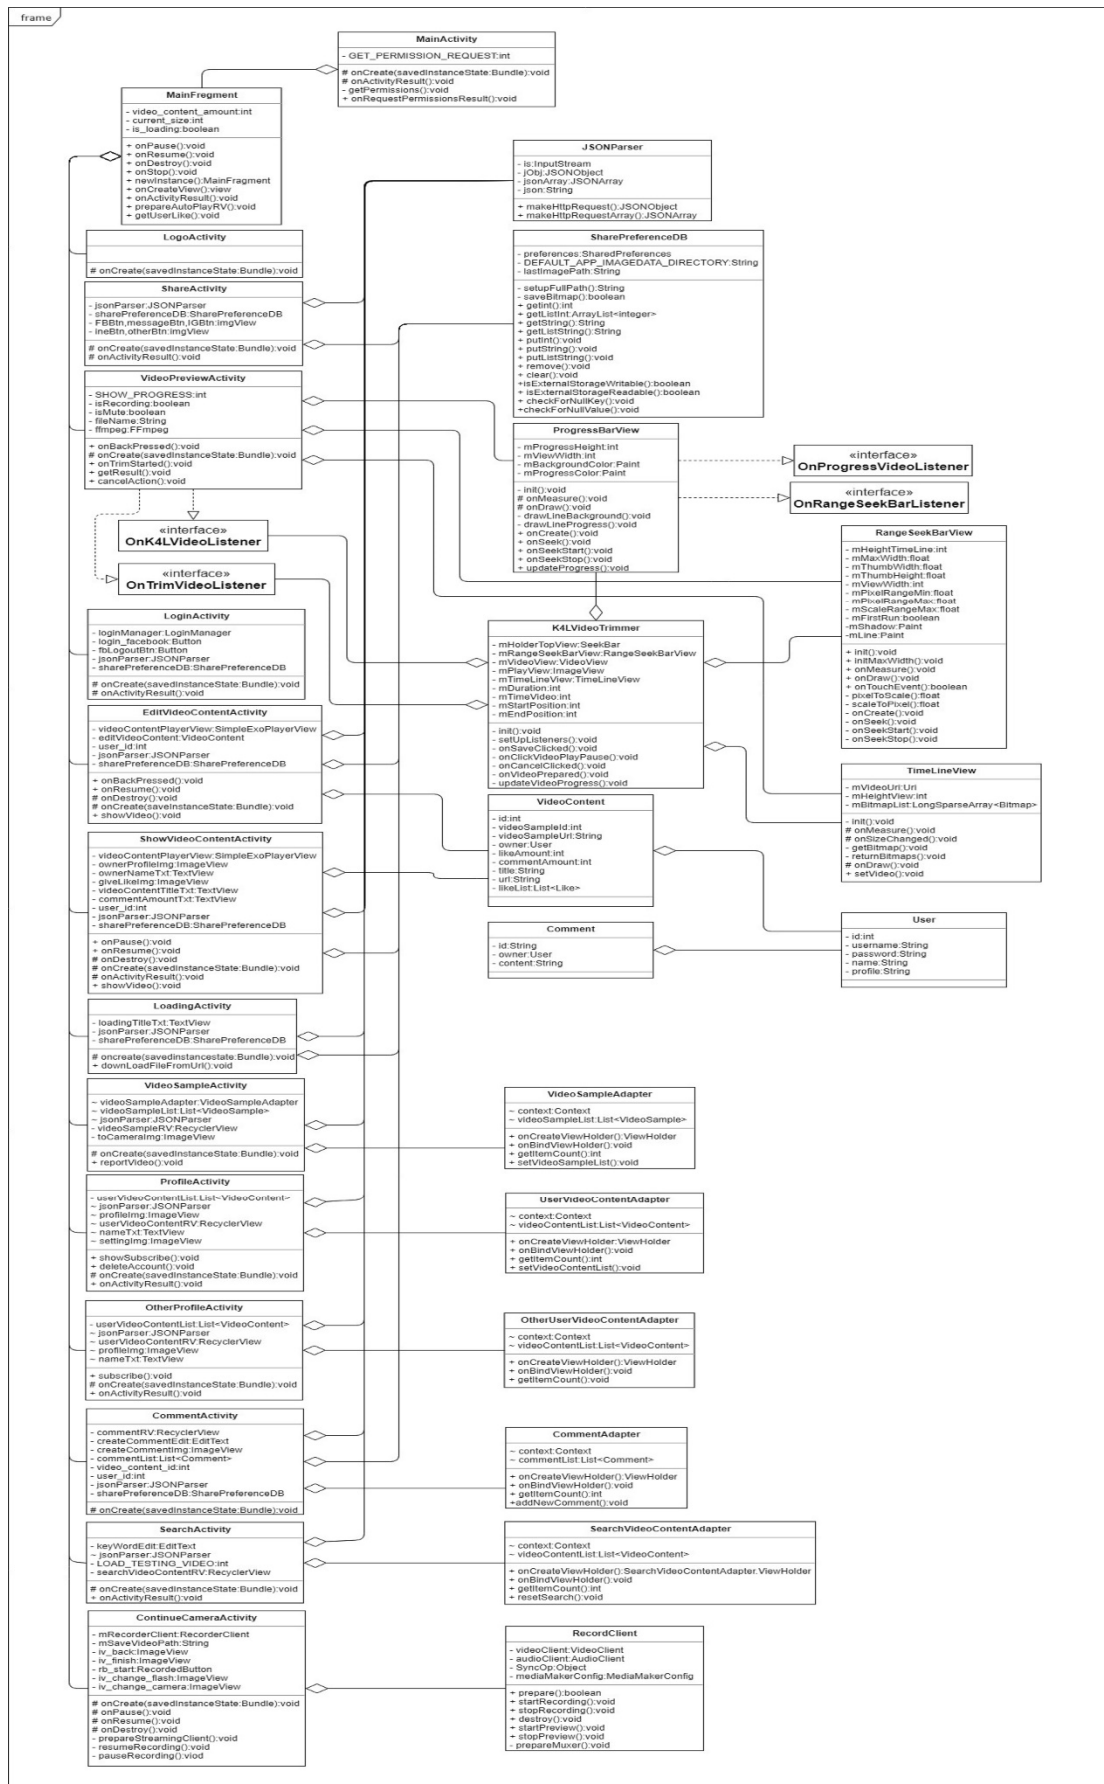 frame
MainActivity
- GET_PERMISSION_REQUEST:int
# onCreate(savedInstanceState:Bundle):void
# onActivityResult():void
- getPermissions():void
+ onRequestPermissionsResult():void
MainFregment
- video_content_amount:int
- current_size:int
- is_loading:boolean
+ onPause():void
+ onResume():void
+ onDestroy():void
+ onStop():void
+ newInstance():MainFragment
+ onCreateView():view
+ onActivityResult():void
+ prepareAutoPlayRV():void
+ getUserLike():void
JSONParser
- is:InputStream
- jObj:JSONObject
- jsonArray:JSONArray
- json:String
+ makeHttpRequest():JSONObject
+ makeHttpRequestArray():JSONArray
LogoActivity
# onCreate(savedInstanceState:Bundle):void
SharePreferenceDB
- preferences:SharedPreferences
- DEFAULT_APP_IMAGEDATA_DIRECTORY:String
- lastImagePath:String
- setupFullPath():String
- saveBitmap():boolean
+ getInt():int
+ getListInt:ArrayList<integer>
+ getString():String
+ getListString():String
+ putInt():void
+ putString():void
+ putListString():void
+ remove():void
+ clear():void
+isExternalStorageWritable():boolean
+ isExternalStorageReadable():boolean
+ checkForNullKey():void
+checkForNullValue():void
ShareActivity
- jsonParser:JSONParser
- sharePreferenceDB:SharePreferenceDB
- FBBtn,messageBtn,IGBtn:imgView
- ineBtn,otherBtn:imgView
# onCreate(savedInstanceState:Bundle):void
# onActivityResult():void
VideoPreviewActivity
- SHOW_PROGRESS:int
- isRecording:boolean
- isMute:boolean
- fileName:String
- ffmpeg:FFmpeg
+ onBackPressed():void
# onCreate(savedInstanceState:Bundle):void
+ onTrimStarted():void
+ getResult():void
+ cancelAction():void
ProgressBarView
- mProgressHeight:int
- mViewWidth:int
- mBackgroundColor:Paint
- mProgressColor:Paint
- init():void
# onMeasure():void
# onDraw():void
- drawLineBackground():void
- drawLineProgress():void
+ onCreate():void
+ onSeek():void
+ onSeekStart():void
+ onSeekStop():void
+ updateProgress():void
«interface»
OnProgressVideoListener
«interface»
OnRangeSeekBarListener
«interface»
OnK4LVideoListener
«interface»
OnTrimVideoListener
RangeSeekBarView
- mHeightTimeLine:int
- mMaxWidth:float
- mThumbWidth:float
- mThumbHeight:float
- mViewWidth:int
- mPixelRangeMin:float
- mPixelRangeMax:float
- mScaleRangeMax:float
- mFirstRun:boolean
-mShadow:Paint
-mLine:Paint
+ init():void
+ initMaxWidth():void
+ onMeasure():void
+ onDraw():void
+ onTouchEvent():boolean
- pixelToScale():float
- scaleToPixel():float
- onCreate():void
- onSeek():void
- onSeekStart():void
- onSeekStop():void
LoginActivity
- loginManager:LoginManager
- login_facebook:Button
- fbLogoutBtn:Button
- jsonParser:JSONParser
- sharePreferenceDB:SharePreferenceDB
# onCreate(savedInstanceState:Bundle):void
# onActivityResult():void
K4LVideoTrimmer
- mHolderTopView:SeekBar
- mRangeSeekBarView:RangeSeekBarView
- mVideoView:VideoView
- mPlayView:ImageView
- mTimeLineView:TimeLineView
- mDuration:int
- mTimeVideo:int
- mStartPosition:int
- mEndPosition:int
- init():void
- setUpListeners():void
- onSaveClicked():void
- onClickVideoPlayPause():void
- onCancelClicked():void
- onVideoPrepared():void
- updateVideoProgress():void
EditVideoContentActivity
- videoContentPlayerView:SimpleExoPlayerView
- editVideoContent:VideoContent
- user_id:int
- jsonParser:JSONParser
- sharePreferenceDB:SharePreferenceDB
+ onBackPressed():void
+ onResume():void
# onDestroy():void
# onCreate(saveInstanceState:Bundle):void
+ showVideo():void
TimeLineView
- mVideoUri:Uri
- mHeightView:int
- mBitmapList:LongSparseArray<Bitmap>
- init():void
# onMeasure():void
# onSizeChanged():void
- getBitmap():void
- returnBitmaps():void
# onDraw():void
+ setVideo():void
VideoContent
- id:int
- videoSampleId:int
- videoSampleUrl:String
- owner:User
- likeAmount:int
- commentAmount:int
- title:String
- url:String
- likeList:List<Like>
ShowVideoContentActivity
- videoContentPlayerView:SimpleExoPlayerView
- ownerProfileImg:ImageView
- ownerNameTxt:TextView
- giveLikeImg:ImageView
- videoContentTitleTxt:TextView
- commentAmountTxt:TextView
- user_id:int
- jsonParser:JSONParser
- sharePreferenceDB:SharePreferenceDB
+ onPause():void
+ onResume():void
# onDestroy():void
# onCreate(savedInstanceState:Bundle):void
# onActivityResult():void
+ showVideo():void
Comment
- id:String
- owner:User
- content:String
User
- id:int
- username:String
- password:String
- name:String
- profile:String
LoadingActivity
- loadingTitleTxt:TextView
- jsonParser:JSONParser
- sharePreferenceDB:SharePreferenceDB
# oncreate(savedInstancestate:Bundle):void
+ downLoadFileFromUrl():void
VideoSampleActivity
~ videoSampleAdapter:VideoSampleAdapter
~ videoSampleList:List<VideoSample>
~ jsonParser:JSONParser
- videoSampleRV:RecyclerView
- toCameraImg:ImageView
# onCreate(savedInstanceState:Bundle):void
+ reportVideo():void
VideoSampleAdapter
~ context:Context
~ videoSampleList:List<VideoSample>
+ onCreateViewHolder():ViewHolder
+ onBindViewHolder():void
+ getItemCount():int
+ setVideoSampleList():void
ProfileActivity
- userVideoContentList:List<VideoContent>
~ jsonParser:JSONParser
~ profileImg:ImageView
~ userVideoContentRV:RecyclerView
~ nameTxt:TextView
~ settingImg:ImageView
+ showSubscribe():void
+ deleteAccount():void
# onCreate(savedInstanceState:Bundle):void
+ onActivityResult():void
UserVideoContentAdapter
~ context:Context
~ videoContentList:List<VideoContent>
+ onCreateViewHolder:ViewHolder
+ onBindViewHolder():void
+ getItemCount():int
+ setVideoContentList():void
OtherProfileActivity
- userVideoContentList:List<VideoContent>
~ jsonParser:JSONParser
~ userVideoContentRV:RecyclerView
~ profileImg:ImageView
~ nameTxt:TextView
+ subscribe():void
# onCreate(savedInstanceState:Bundle):void
+ onActivityResult():void
OtherUserVideoContentAdapter
~ context:Context
~ videoContentList:List<VideoContent>
+ onCreateViewHolder():ViewHolder
+ onBindViewHolder():void
+ getItemCount():void
CommentActivity
- commentRV:RecyclerView
- createCommentEdit:EditText
- createCommentImg:ImageView
- commentList:List<Comment>
- video_content_id:int
- user_id:int
- jsonParser:JSONParser
- sharePreferenceDB:SharePreferenceDB
# onCreate(savedInstanceState:Bundle):void
CommentAdapter
~ context:Context
~ commentList:List<Comment>
+ onCreateViewHolder():ViewHolder
+ onBindViewHolder():void
+ getItemCount():int
+addNewComment():void
SearchActivity
- keyWordEdit:EditText
~ jsonParser:JSONParser
- LOAD_TESTING_VIDEO:int
- searchVideoContentRV:RecyclerView
# onCreate(savedInstanceState:Bundle):void
+ onActivityResult():void
SearchVideoContentAdapter
~ context:Context
~ videoContentList:List<VideoContent>
+ onCreateViewHolder():SearchVideoContentAdapter.ViewHolder
+ onBindViewHolder():void
+ getItemCount():int
+ resetSearch():void
ContinueCameraActivity
- mRecorderClient:RecorderClient
- mSaveVideoPath:String
- iv_back:ImageView
- iv_finish:ImageView
- rb_start:RecordedButton
- iv_change_flash:ImageView
- iv_change_camera:ImageView
# onCreate(savedInstanceState:Bundle):void
# onPause():void
# onResume():void
# onDestroy():void
- prepareStreamingClient():void
- resumeRecording():void
- pauseRecording():viod
RecordClient
- videoClient:VideoClient
- audioClient:AudioClient
- SyncOp:Object
- mediaMakerConfig:MediaMakerConfig
+ prepare():boolean
+ startRecording():void
+ stopRecording():void
+ destroy():void
+ startPreview():void
+ stopPreview():void
- prepareMuxer():void